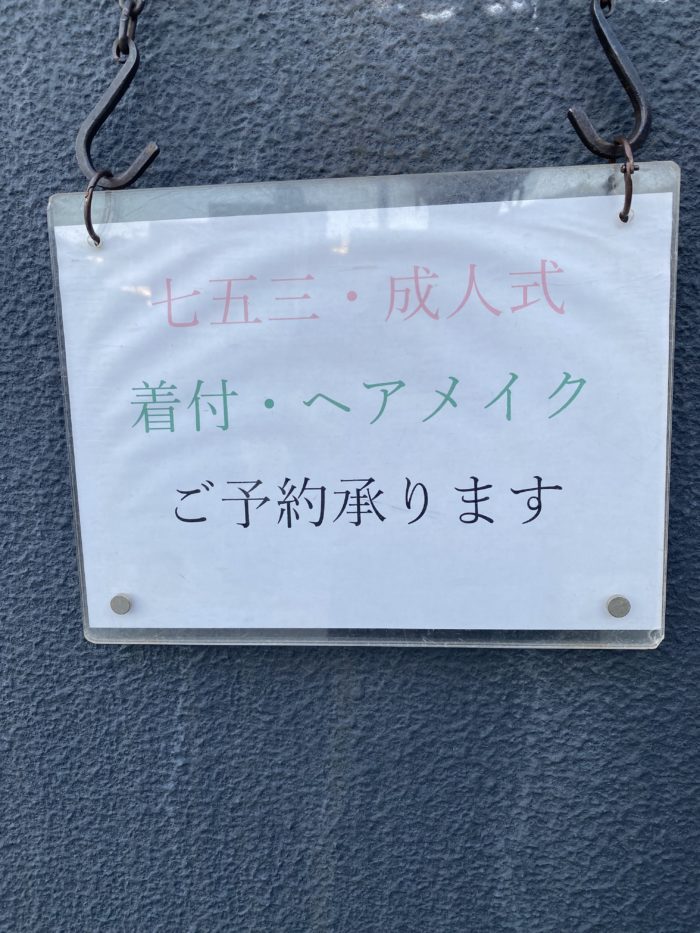 七五三・成人式
着付・ヘアメイク
ご予約承ります